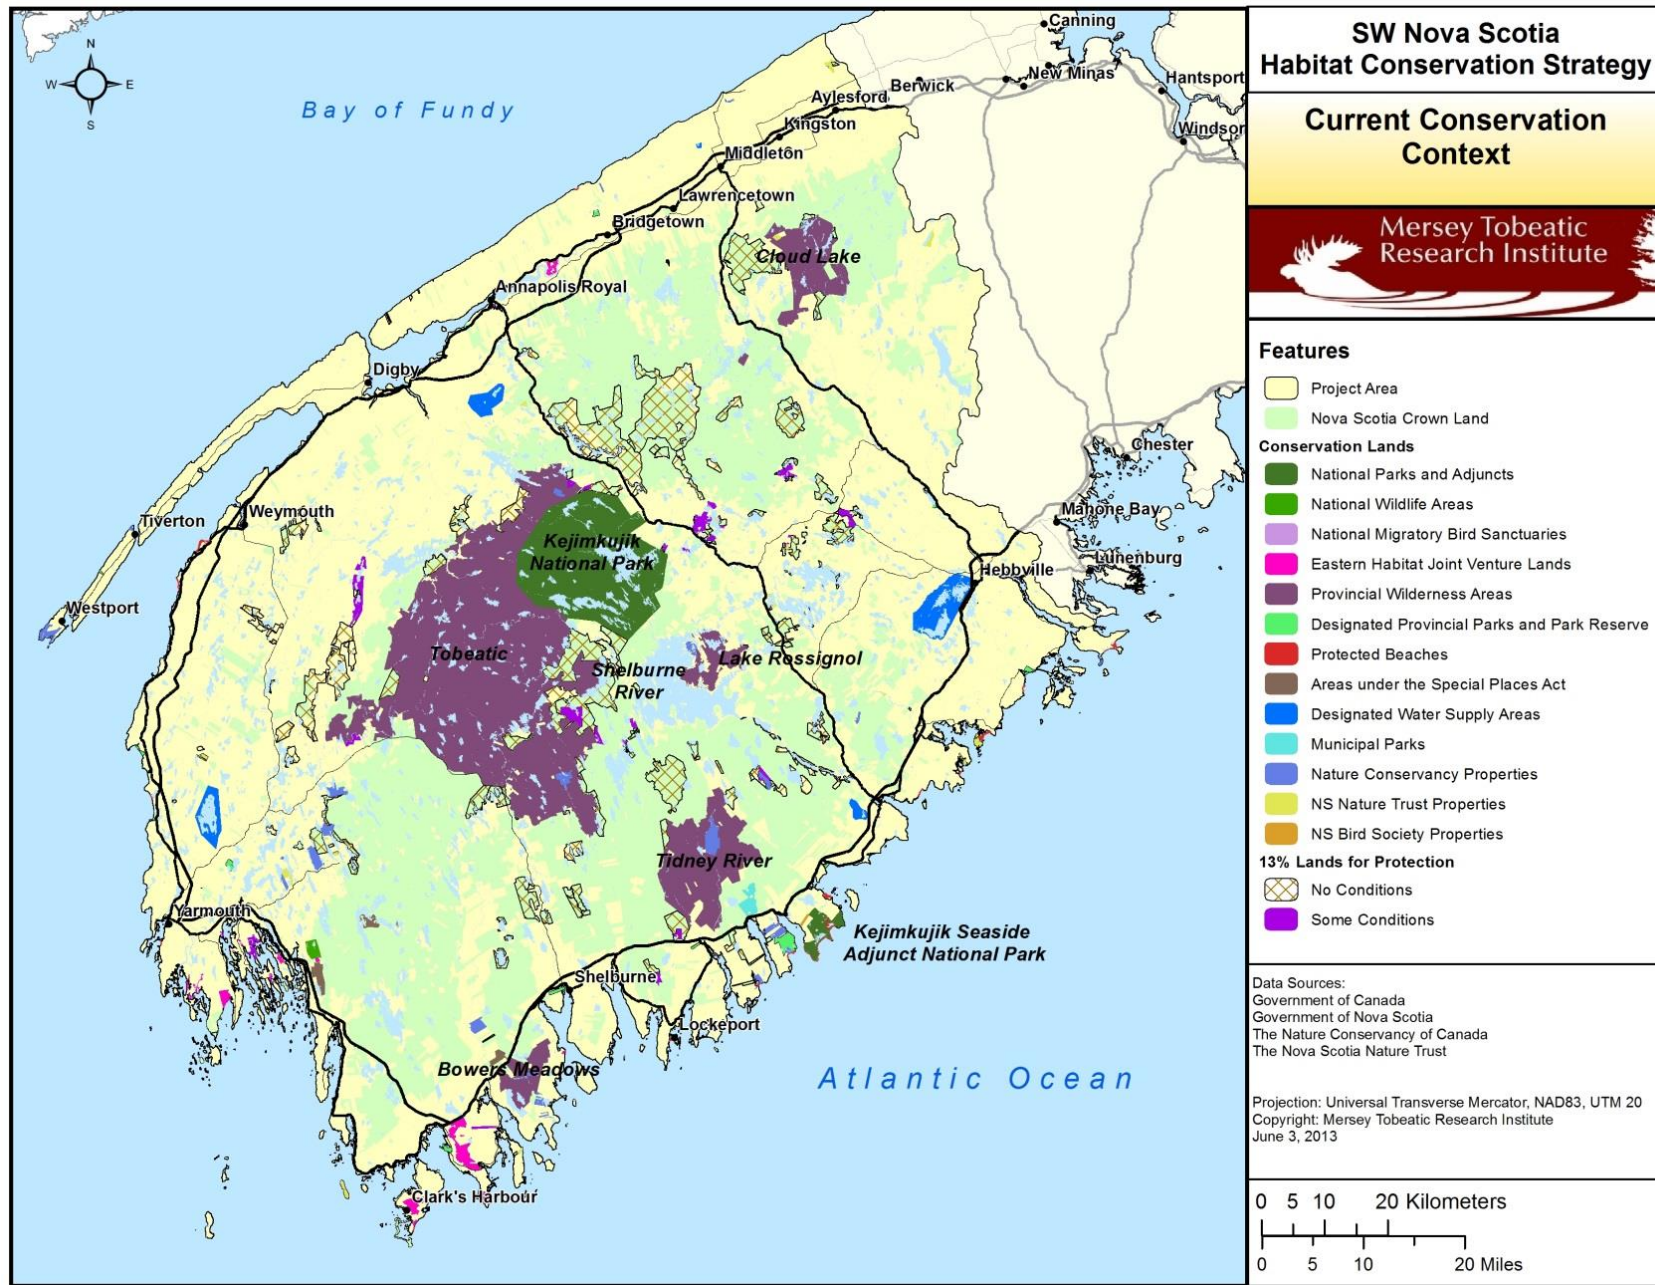 N
W
E
S
Bay of Fundy
Canning
New Minas
Hantsport
Berwick
Aylesford
Kingston
Windsor
Middleton
Lawrencetown
Bridgetown
Cloud Lake
Annapolis Royal
Digby
Chester
Weymouth
Tiverton
Mahone Bay
Kejimkujik
National Park
Lunenburg
Hebbville
Westport
Tobeatic
Shelburne
River
Lake Rossignol
Tidney River
Yarmouth
Kejimkujik Seaside
Adjunct National Park
Shelburne
Lockeport
Bowers Meadows
Atlantic Ocean
Clark's Harbour
SW Nova Scotia
Habitat Conservation Strategy
Current Conservation
Context
Mersey Tobeatic
Research Institute
Features
Project Area
Nova Scotia Crown Land
Conservation Lands
National Parks and Adjuncts
National Wildlife Areas
National Migratory Bird Sanctuaries
Eastern Habitat Joint Venture Lands
Provincial Wilderness Areas
Designated Provincial Parks and Park Reserve
Protected Beaches
Areas under the Special Places Act
Designated Water Supply Areas
Municipal Parks
Nature Conservancy Properties
NS Nature Trust Properties
NS Bird Society Properties
13% Lands for Protection
No Conditions
Some Conditions
Data Sources:
Government of Canada
Government of Nova Scotia
The Nature Conservancy of Canada
The Nova Scotia Nature Trust
Projection: Universal Transverse Mercator, NAD83, UTM 20
Copyright: Mersey Tobeatic Research Institute
June 3, 2013
0 5 10 20 Kilometers
0 5 10 20 Miles